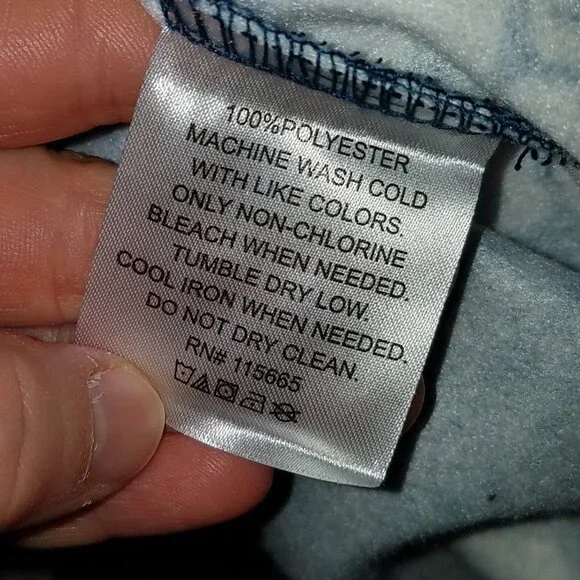 100%POLYESTER
MACHINE WASH COLD
WITH LIKE COLORS.
ONLY NON-CHLORINE
BLEACH WHEN NEEDED.
TUMBLE DRY LOW.
COOL IRON WHEN NEEDED.
DO NOT DRY CLEAN.
RN# 115665